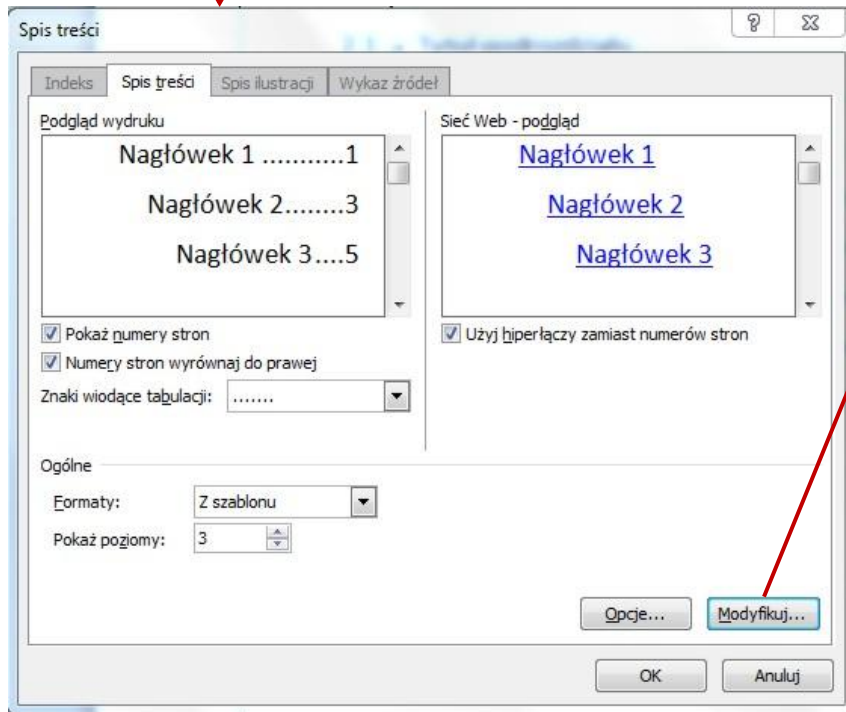 Spis treści
Indeks Spis treści Spis ilustracji Wykaz źródeł
Podgląd wydruku
Nagłówek 1 ...........1
Nagłówek 2........3
Nagłówek 3....5
Pokaż numery stron
Numery stron wyrównaj do prawej
Znaki wiodące tabulacji: .......
Sieć Web - podgląd
Nagłówek 1
Nagłówek 2
Nagłówek 3
Użyj hiperłączy zamiast numerów stron
Ogólne
Formaty: Z szablonu
Pokaż poziomy: 3
Opcje... Modyfikuj...
OK Anuluj